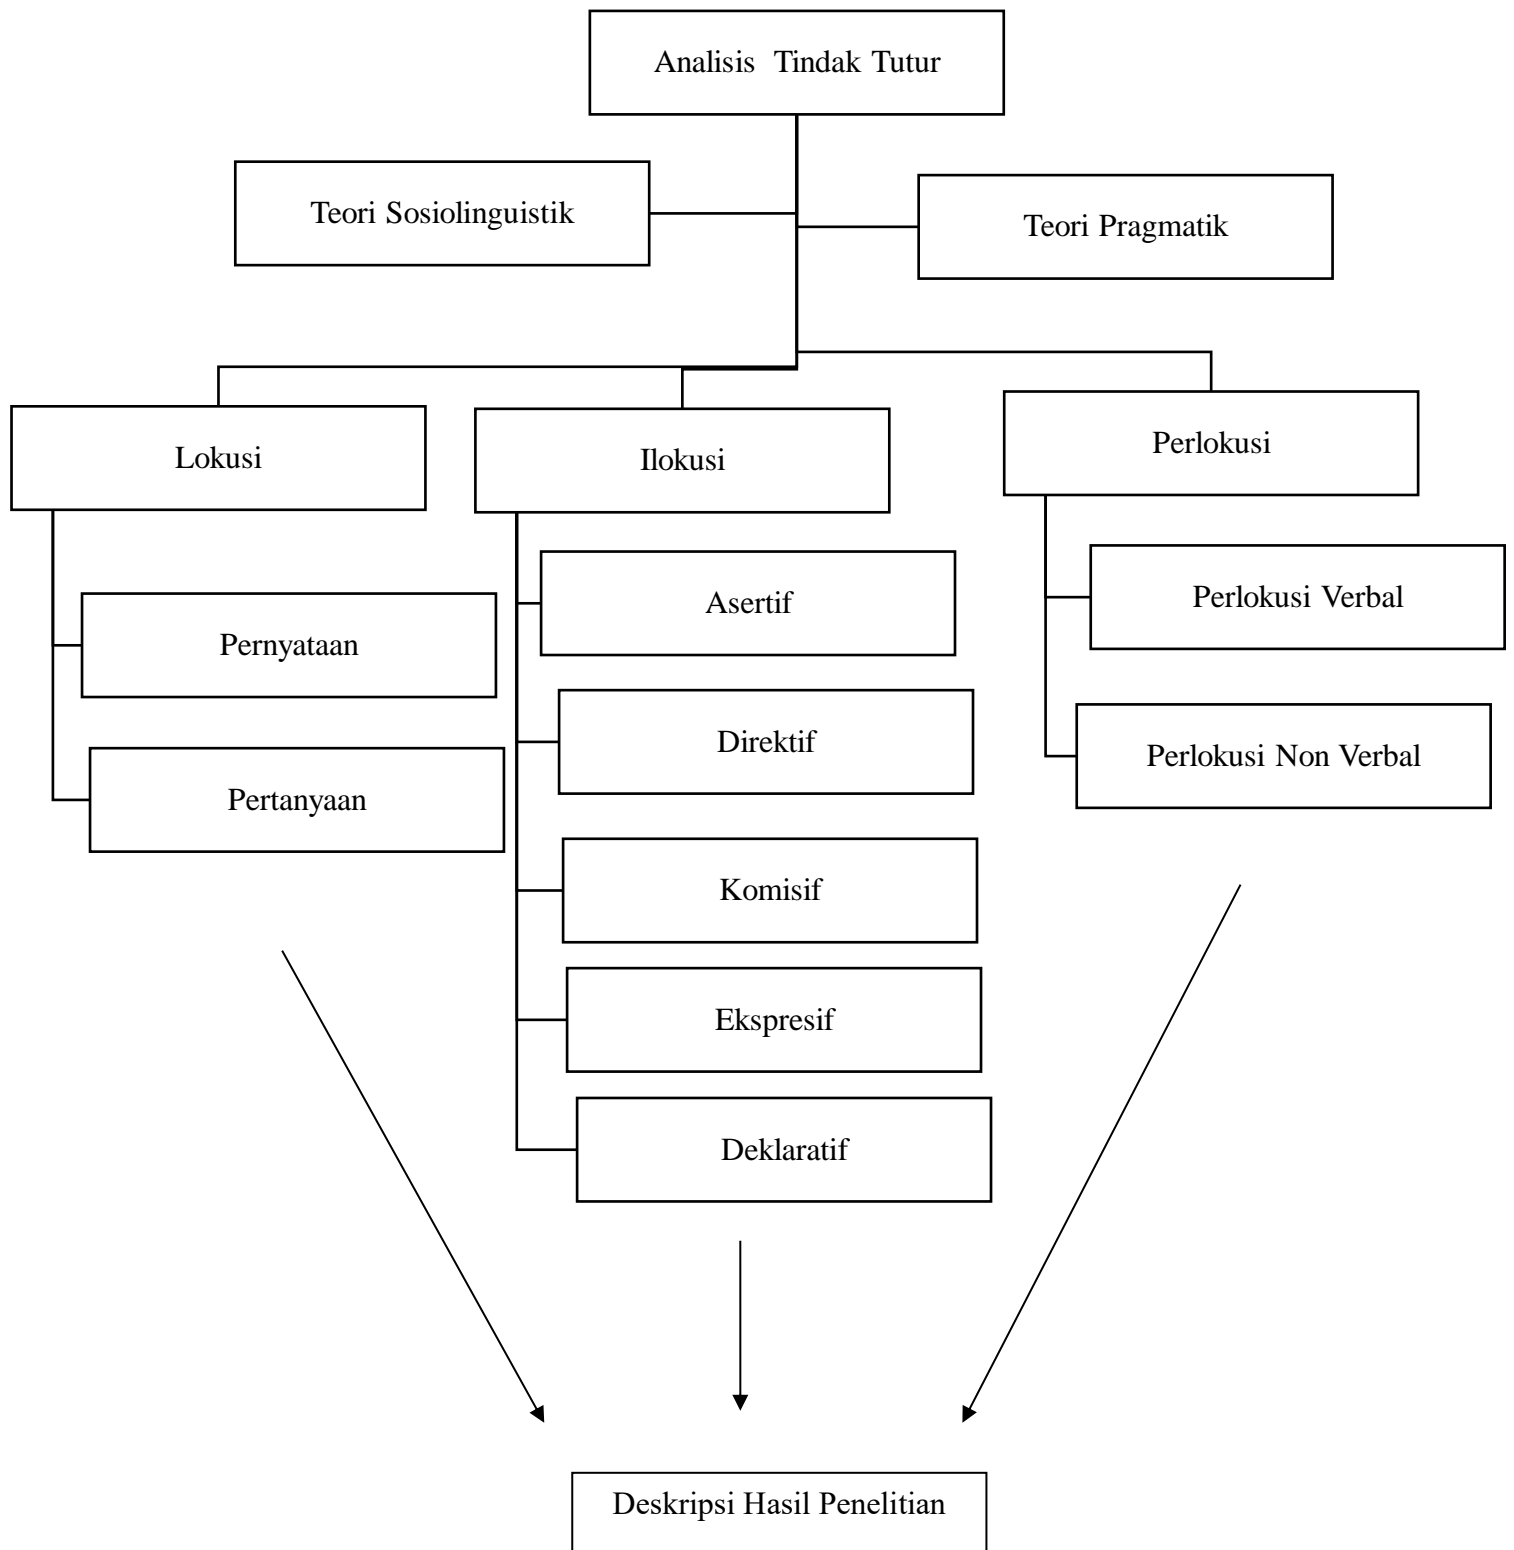 Analisis Tindak Tutur
Teori Sosiolinguistik
Teori Pragmatik
Lokusi
Ilokusi
Perlokusi
Pernyataan
Pertanyaan
Asertif
Direktif
Komisif
Ekspresif
Deklaratif
Perlokusi Verbal
Perlokusi Non Verbal
Deskripsi Hasil Penelitian